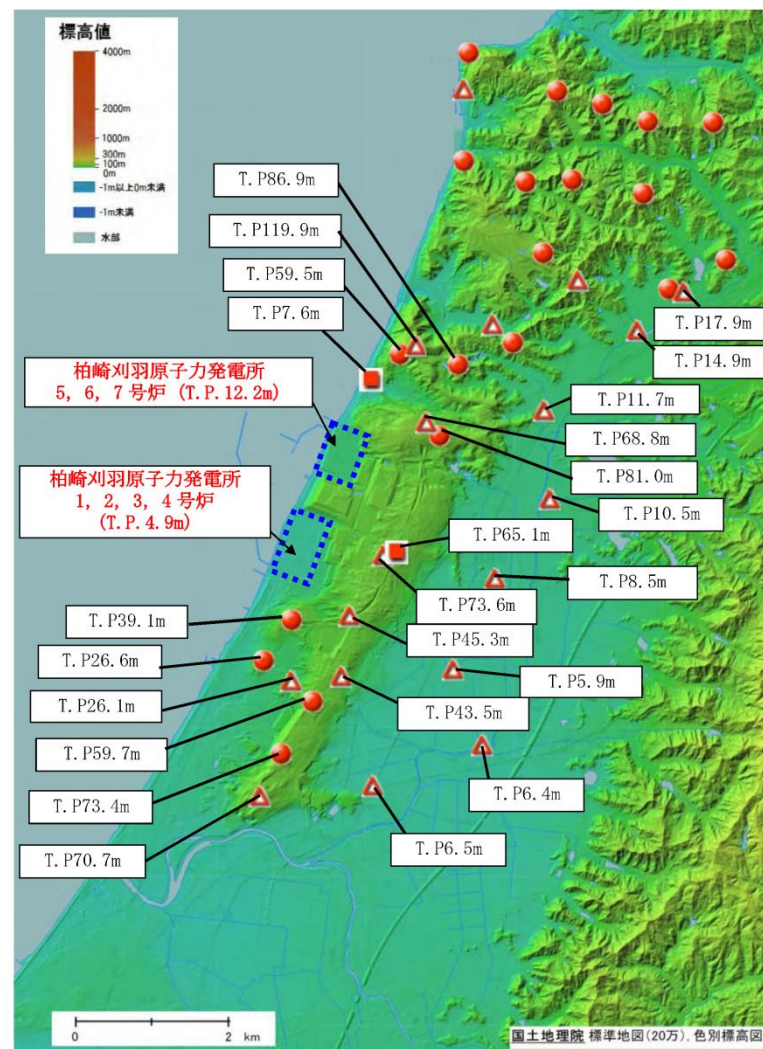 標高値
4000m
2000m
1000m
300m
100m
0m
-1m以上0m未満
-1m未満
水部
T.P86.9m
T.P119.9m
T.P59.5m
T.P7.6m
柏崎刈羽原子力発電所
5, 6, 7号炉 (T.P.12.2m)
柏崎刈羽原子力発電所
1, 2, 3, 4号炉
(T.P.4.9m)
T.P17.9m
T.P14.9m
T.P11.7m
T.P68.8m
T.P81.0m
T.P10.5m
T.P65.1m
T.P8.5m
T.P73.6m
T.P39.1m
T.P45.3m
T.P26.6m
T.P5.9m
T.P26.1m
T.P43.5m
T.P59.7m
T.P6.4m
T.P73.4m
T.P6.5m
T.P70.7m
0 2 km
国土地理院 標準地図(20万), 色別標高図